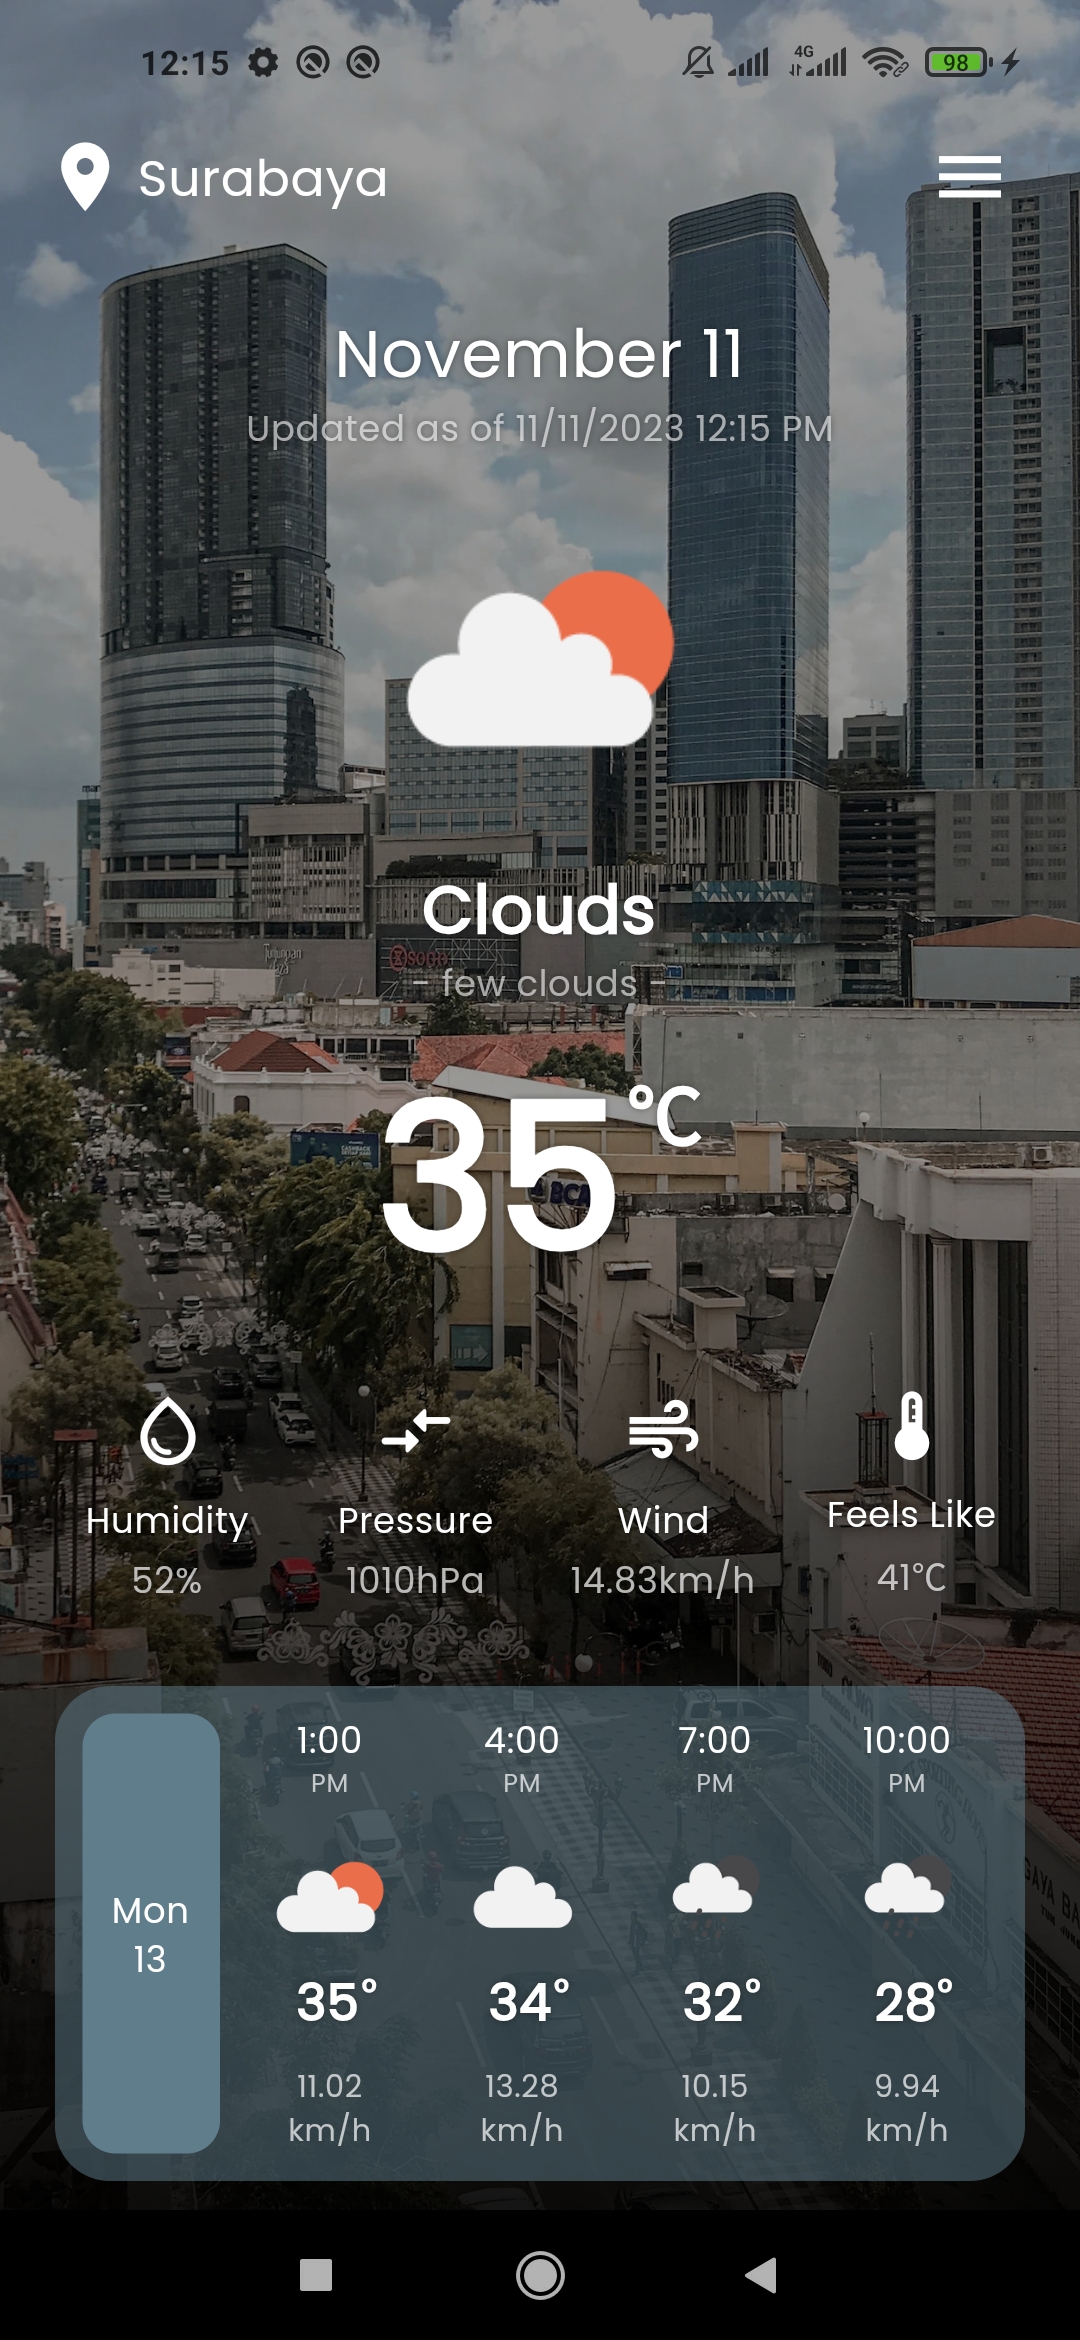 12:15
4G
98
Surabaya
November 11
Updated as of 11/11/2023 12:15 PM
Clouds
SOGO
- few clouds -
35°C
BCA
Humidity Pressure Wind Feels Like
52% 1010hPa 14.83km/h 41°C
1:00 4:00 7:00 10:00
PM PM PM PM
Mon
13
35° 34° 32° 28°
11.02 13.28 10.15 9.94
km/h km/h km/h km/h